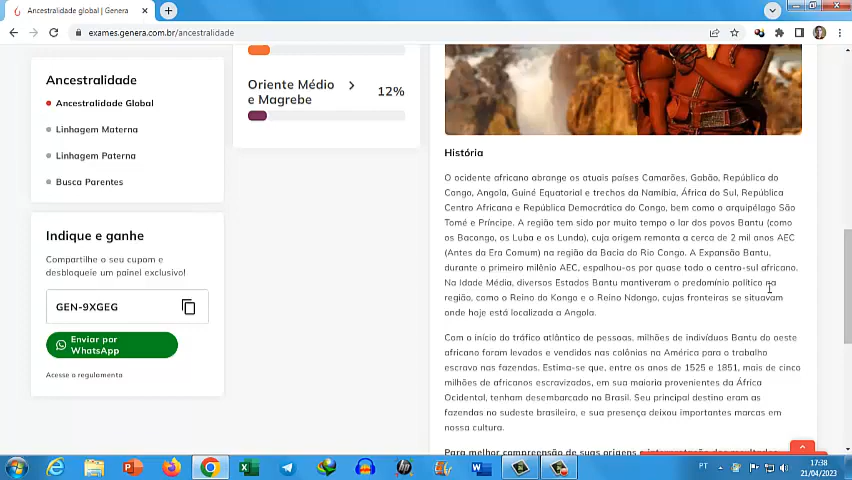 Ancestralidade global | Genera
exames.genera.com.br/ancestralidade
Ancestralidade
Ancestralidade Global
Linhagem Materna
Linhagem Paterna
Busca Parentes
Indique e ganhe
Compartilhe o seu cupom e
desbloqueie um painel exclusivo!
GEN-9XGEG
Enviar por
WhatsApp
Acesse o regulamento
Oriente Médio
e Magrebe
12%
História
O ocidente africano abrange os atuais países Camarões, Gabão, República do
Congo, Angola, Guiné Equatorial e trechos da Namíbia, África do Sul, República
Centro Africana e República Democrática do Congo, bem como o arquipélago São
Tomé e Príncipe. A região tem sido por muito tempo o lar dos povos Bantu (como
os Bacongo, os Luba e os Lunda), cuja origem remonta a cerca de 2 mil anos AEC
(Antes da Era Comum) na região da Bacia do Rio Congo. A Expansão Bantu,
durante o primeiro milênio AEC, espalhou-os por quase todo o centro-sul africano.
Na Idade Média, diversos Estados Bantu mantiveram o predomínio político na
região, como o Reino do Kongo e o Reino Ndongo, cujas fronteiras se situavam
onde hoje está localizada a Angola.
Com o início do tráfico atlântico de pessoas, milhões de indivíduos Bantu do oeste
africano foram levados e vendidos nas colônias na América para o trabalho
escravo nas fazendas. Estima-se que, entre os anos de 1525 e 1851, mais de cinco
milhões de africanos escravizados, em sua maioria provenientes da África
Ocidental, tenham desembarcado no Brasil. Seu principal destino eram as
fazendas no sudeste brasileiro, e sua presença deixou importantes marcas em
nossa cultura.
Para melhor compreensão de suas origens e interpretação dos resultados
PT
17:38
21/04/2023